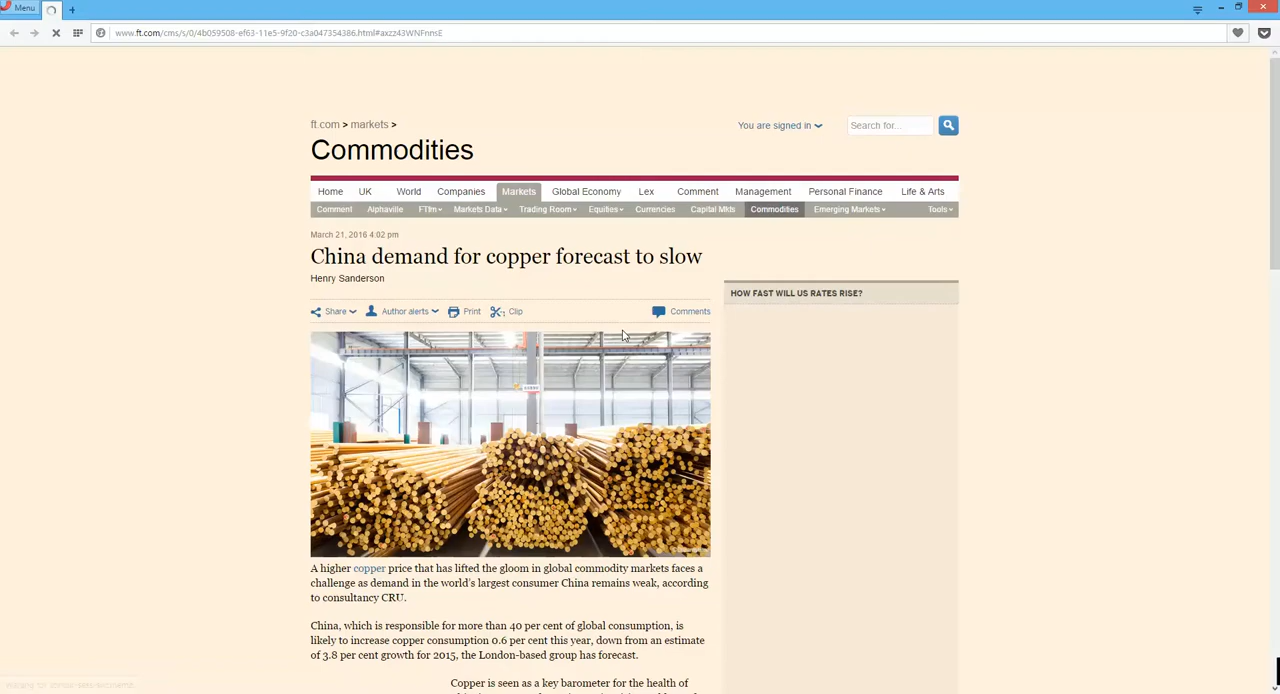 Menu
www.ft.com/cms/s/0/4b059508-ef63-11e5-9f20-c3a047354386.html#axzz43WNFnnsE
ft.com > markets >
You are signed in
Search for...
Commodities
Home UK World Companies Markets Global Economy Lex Comment Management Personal Finance Life & Arts
Comment Alphaville FTfm Markets Data Trading Room Equities Currencies Capital Mkts Commodities Emerging Markets Tools
March 21, 2016 4:02 pm
China demand for copper forecast to slow
Henry Sanderson
HOW FAST WILL US RATES RISE?
Share Author alerts Print Clip Comments
A higher copper price that has lifted the gloom in global commodity markets faces a
challenge as demand in the world's largest consumer China remains weak, according
to consultancy CRU.
China, which is responsible for more than 40 per cent of global consumption, is
likely to increase copper consumption 0.6 per cent this year, down from an estimate
of 3.8 per cent growth for 2015, the London-based group has forecast.
Copper is seen as a key barometer for the health of